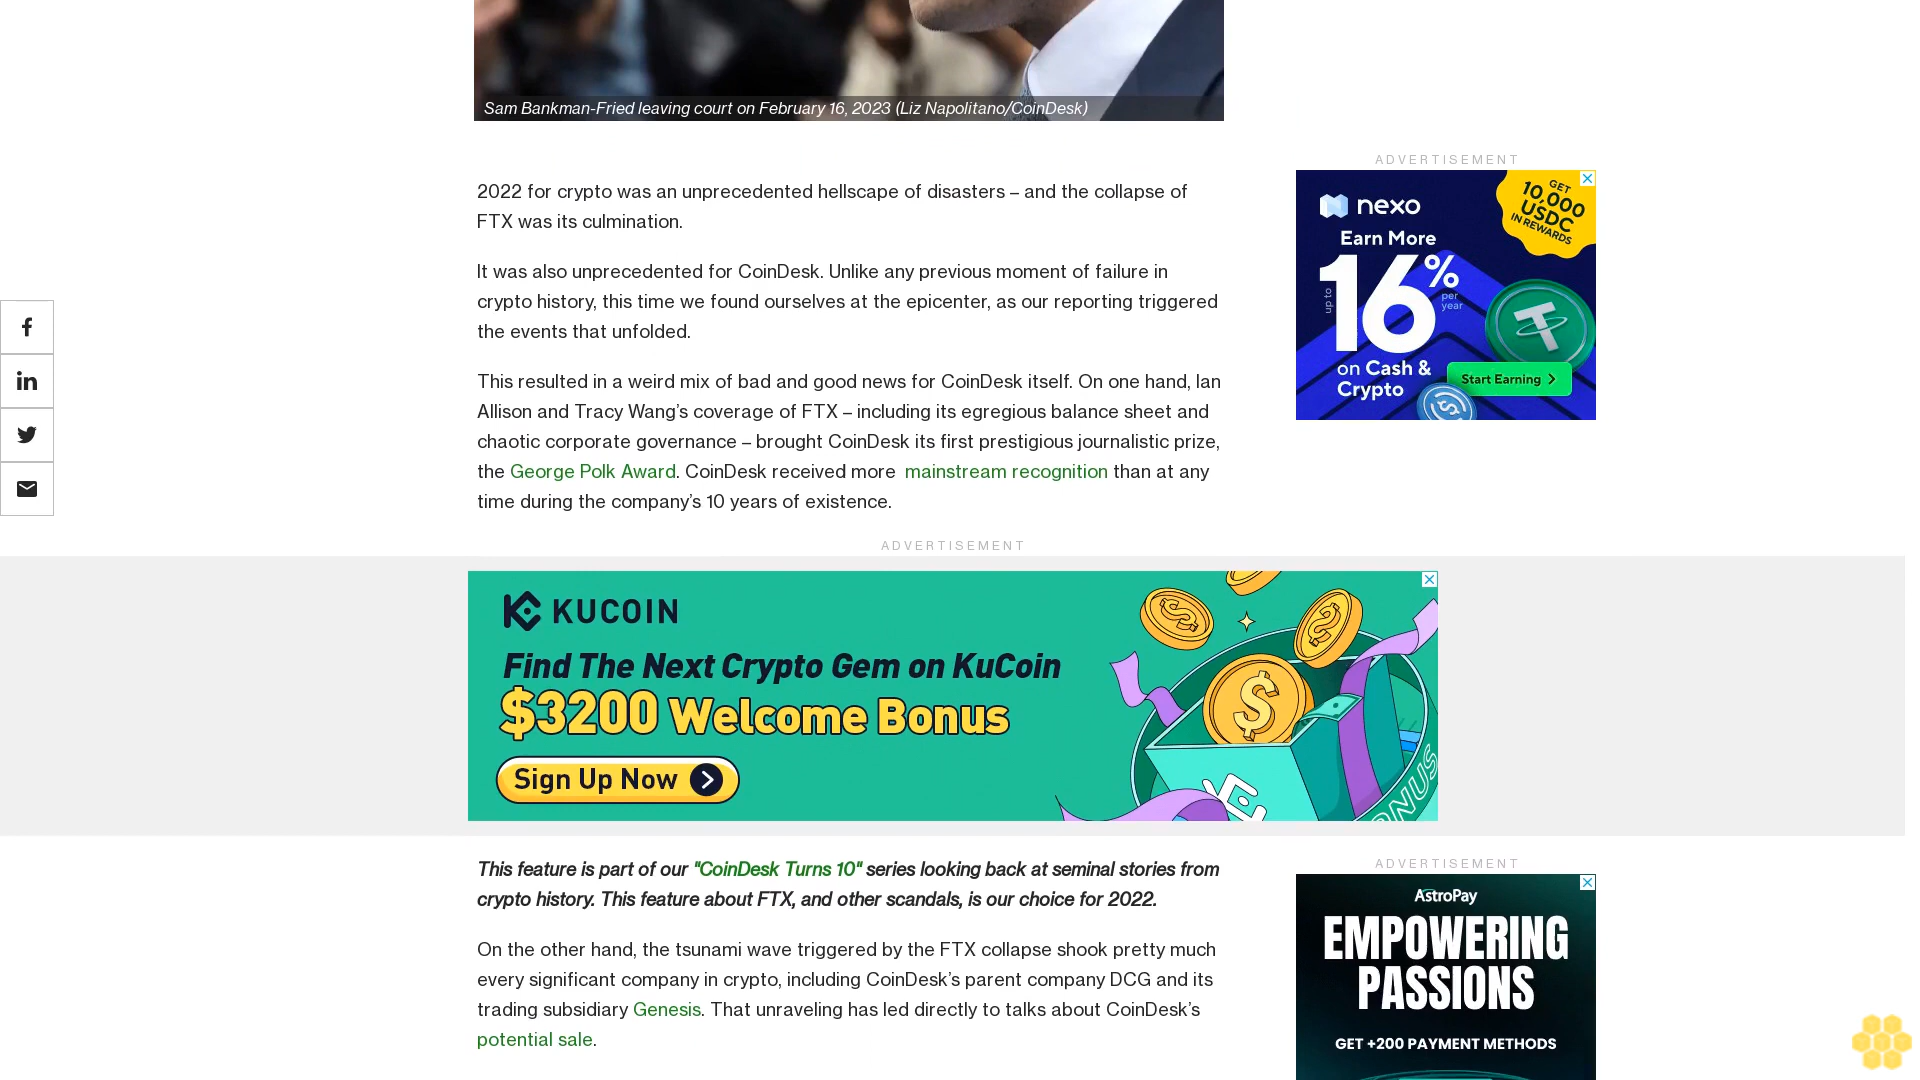 Sam Bankman-Fried leaving court on February 16, 2023 (Liz Napolitano/CoinDesk)
2022 for crypto was an unprecedented hellscape of disasters – and the collapse of
FTX was its culmination.
It was also unprecedented for CoinDesk. Unlike any previous moment of failure in
crypto history, this time we found ourselves at the epicenter, as our reporting triggered
the events that unfolded.
This resulted in a weird mix of bad and good news for CoinDesk itself. On one hand, Ian
Allison and Tracy Wang’s coverage of FTX – including its egregious balance sheet and
chaotic corporate governance – brought CoinDesk its first prestigious journalistic prize,
the George Polk Award. CoinDesk received more mainstream recognition than at any
time during the company’s 10 years of existence.
ADVERTISEMENT
nexo
GET
10,000
USDC
IN REWARDS
Earn More
up to
16%
per
year
on Cash &
Crypto
Start Earning
ADVERTISEMENT
KUCOIN
Find The Next Crypto Gem on KuCoin
$3200 Welcome Bonus
Sign Up Now
BONUS
This feature is part of our "CoinDesk Turns 10" series looking back at seminal stories from
crypto history. This feature about FTX, and other scandals, is our choice for 2022.
On the other hand, the tsunami wave triggered by the FTX collapse shook pretty much
every significant company in crypto, including CoinDesk’s parent company DCG and its
trading subsidiary Genesis. That unraveling has led directly to talks about CoinDesk’s
potential sale.
ADVERTISEMENT
AstroPay
EMPOWERING
PASSIONS
GET +200 PAYMENT METHODS